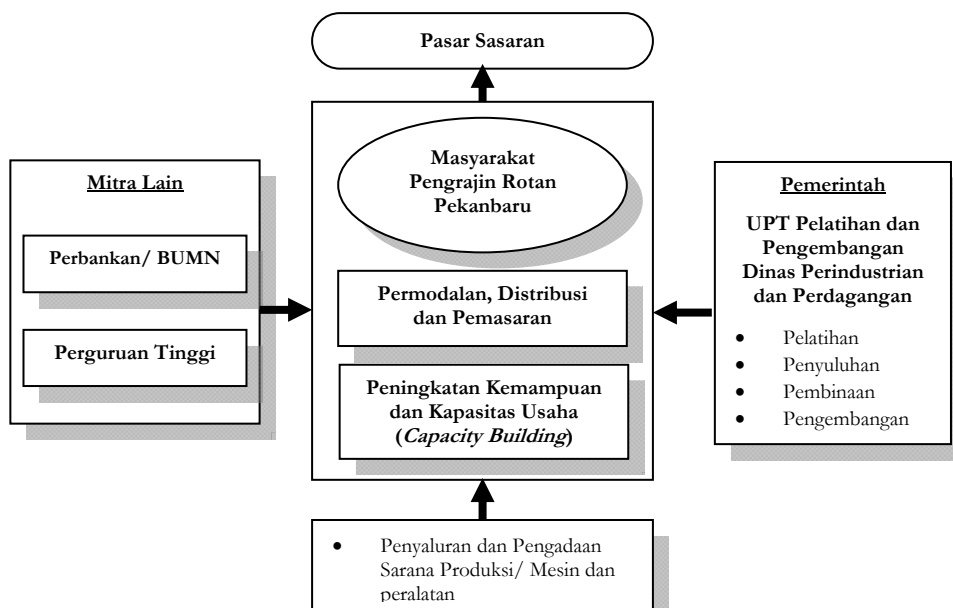 Pasar Sasaran
Masyarakat
Pengrajin Rotan
Pekanbaru
Mitra Lain
Perbankan/ BUMN
Perguruan Tinggi
Permodalan, Distribusi
dan Pemasaran
Peningkatan Kemampuan
dan Kapasitas Usaha
(Capacity Building)
Pemerintah
UPT Pelatihan dan
Pengembangan
Dinas Perindustrian
dan Perdagangan
• Pelatihan
• Penyuluhan
• Pembinaan
• Pengembangan
• Penyaluran dan Pengadaan
Sarana Produksi/ Mesin dan
peralatan